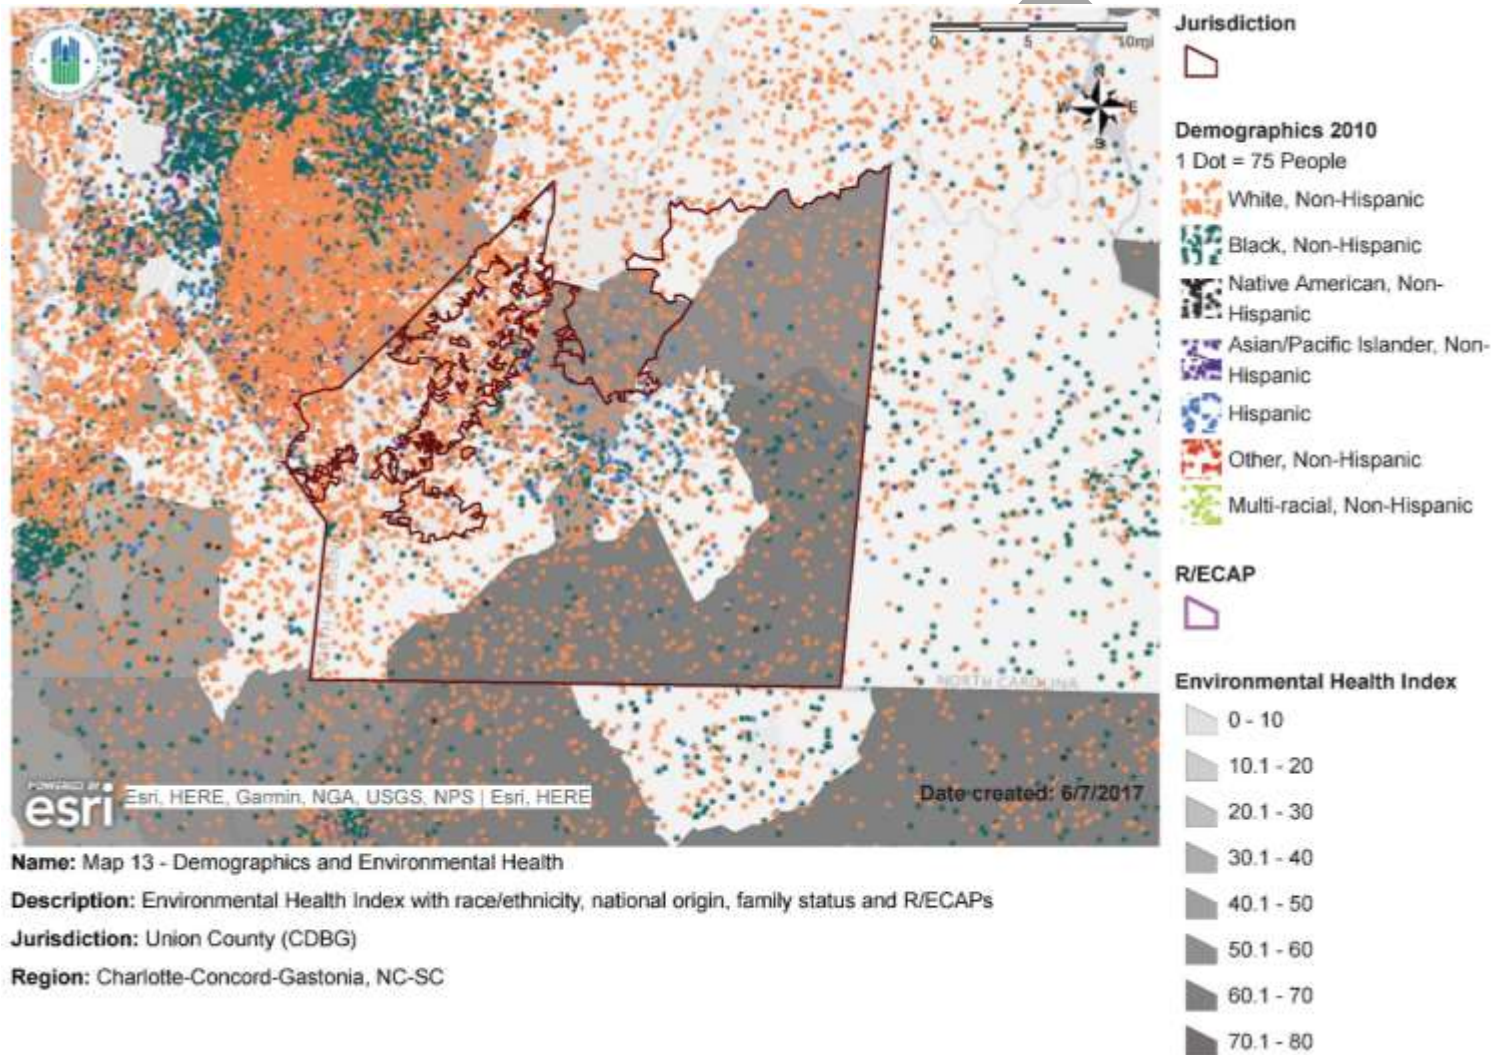 0 5 10mi
N
W E
S
NORTH CAROLINA
POWERED BY
esri
Esri, HERE, Garmin, NGA, USGS, NPS | Esri, HERE
Date created: 6/7/2017
Jurisdiction
Demographics 2010
1 Dot = 75 People
White, Non-Hispanic
Black, Non-Hispanic
Native American, Non-
Hispanic
Asian/Pacific Islander, Non-
Hispanic
Hispanic
Other, Non-Hispanic
Multi-racial, Non-Hispanic
R/ECAP
Environmental Health Index
0 - 10
10.1 - 20
20.1 - 30
30.1 - 40
40.1 - 50
50.1 - 60
60.1 - 70
70.1 - 80
Name: Map 13 - Demographics and Environmental Health
Description: Environmental Health Index with race/ethnicity, national origin, family status and R/ECAPs
Jurisdiction: Union County (CDBG)
Region: Charlotte-Concord-Gastonia, NC-SC